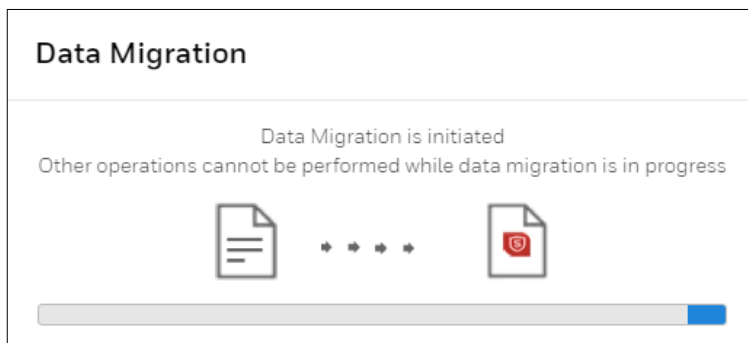 Data Migration
Data Migration is initiated
Other operations cannot be performed while data migration is in progress
S